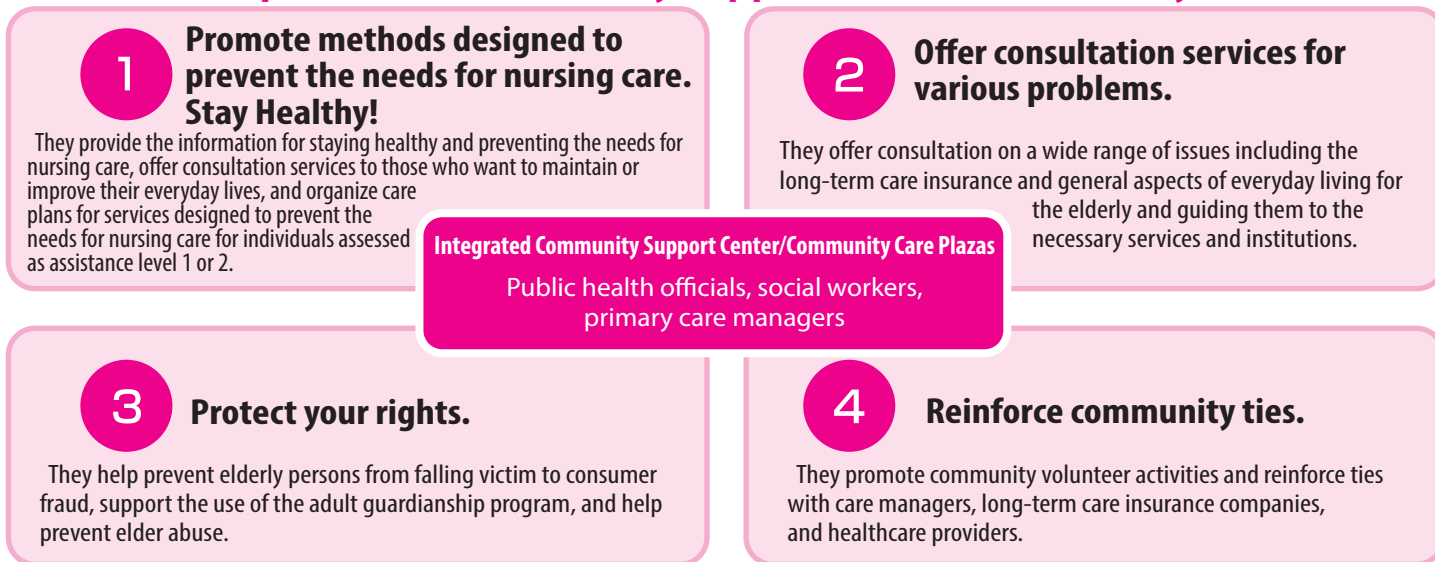 1
Promote methods designed to
prevent the needs for nursing care.
Stay Healthy!
They provide the information for staying healthy and preventing the needs for
nursing care, offer consultation services to those who want to maintain or
improve their everyday lives, and organize care
plans for services designed to prevent the
needs for nursing care for individuals assessed
as assistance level 1 or 2.
2
Offer consultation services for
various problems.
They offer consultation on a wide range of issues including the
long-term care insurance and general aspects of everyday living for
the elderly and guiding them to the
necessary services and institutions.
Integrated Community Support Center/Community Care Plazas
Public health officials, social workers,
primary care managers
3
Protect your rights.
They help prevent elderly persons from falling victim to consumer
fraud, support the use of the adult guardianship program, and help
prevent elder abuse.
4
Reinforce community ties.
They promote community volunteer activities and reinforce ties
with care managers, long-term care insurance companies,
and healthcare providers.